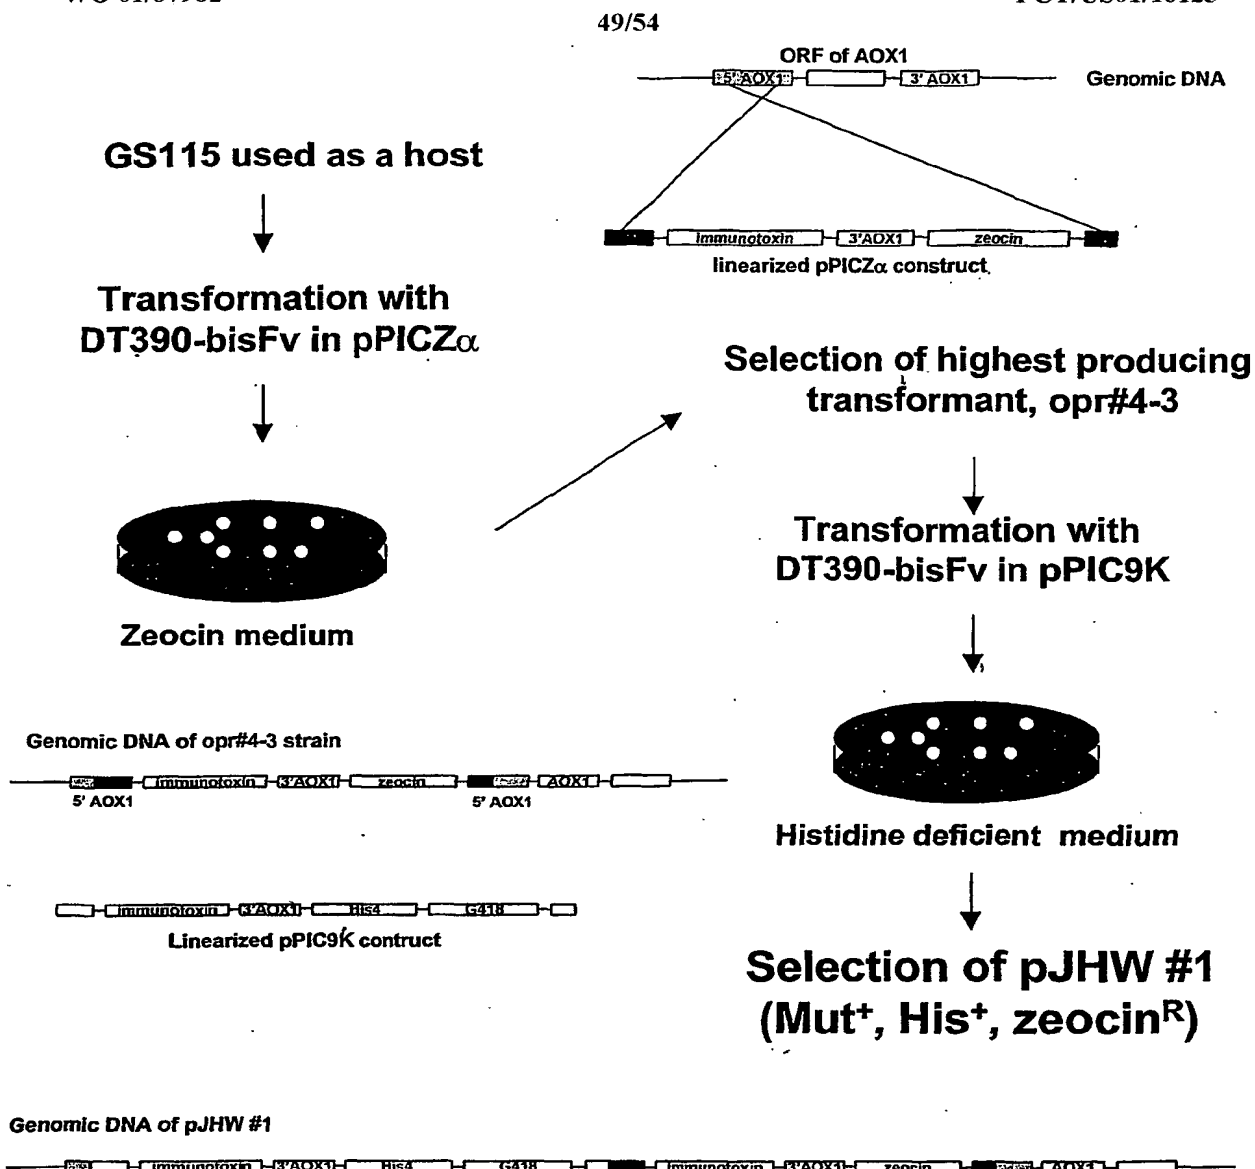 49/54
ORF of AOX1
5' AOX1 3' AOX1 Genomic DNA
GS115 used as a host
immunotoxin 3'AOX1 zeocin
linearized pPICZα construct
Transformation with
DT390-bisFv in pPICZα
Selection of highest producing
transformant, opr#4-3
Transformation with
DT390-bisFv in pPIC9K
Zeocin medium
Genomic DNA of opr#4-3 strain
immunotoxin 3'AOX1 zeocin AOX1
5' AOX1 5' AOX1
Histidine deficient medium
immunotoxin 3'AOX1 His4 G418
Linearized pPIC9K contruct
Selection of pJHW #1
(Mut+, His+, zeocinR)
Genomic DNA of pJHW #1
immunotoxin 3'AOX1 His4 G418 immunotoxin 3'AOX1 zeocin AOX1